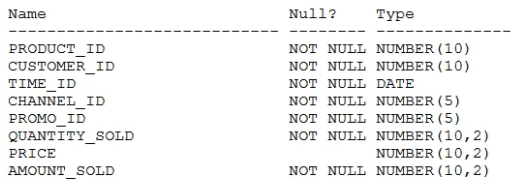 Name                         Null?    Type
---------------------------- -------- --------------
PRODUCT_ID                   NOT NULL NUMBER(10)
CUSTOMER_ID                  NOT NULL NUMBER(10)
TIME_ID                      NOT NULL DATE
CHANNEL_ID                   NOT NULL NUMBER(5)
PROMO_ID                     NOT NULL NUMBER(5)
QUANTITY_SOLD                NOT NULL NUMBER(10,2)
PRICE                                 NUMBER(10,2)
AMOUNT_SOLD                  NOT NULL NUMBER(10,2)